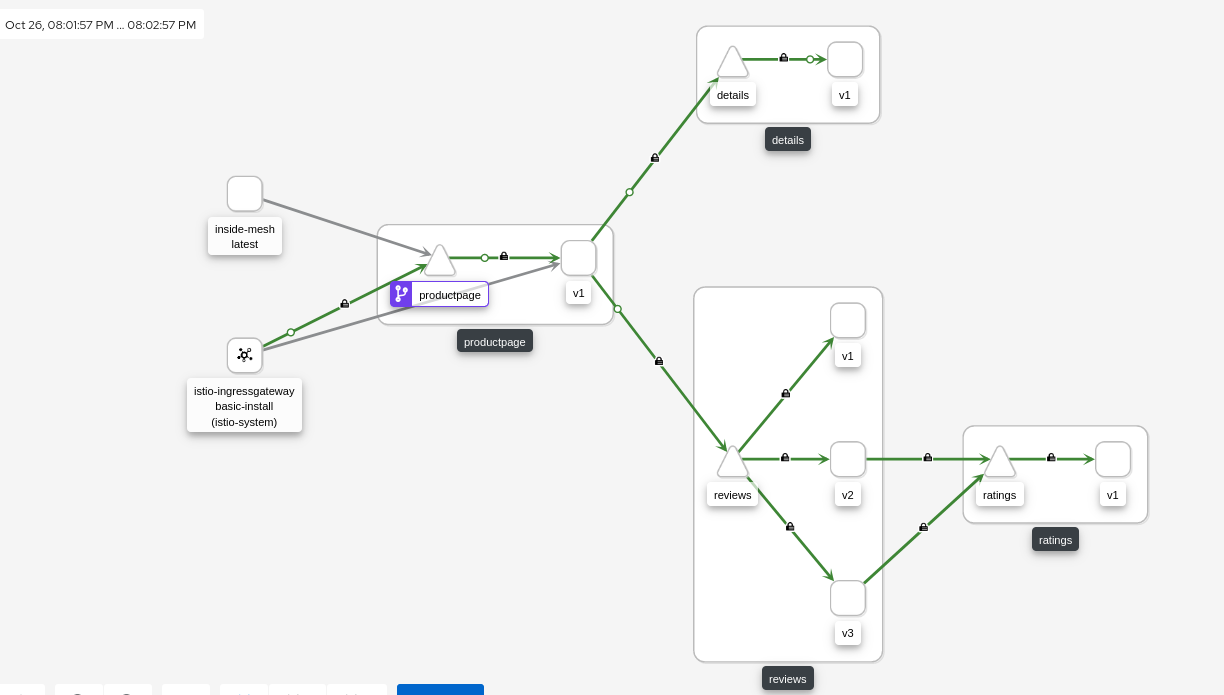 Oct 26, 08:01:57 PM ... 08:02:57 PM
details
v1
details
inside-mesh
latest
productpage
v1
productpage
istio-ingressgateway
basic-install
(istio-system)
v1
reviews
v2
v3
reviews
ratings
v1
ratings